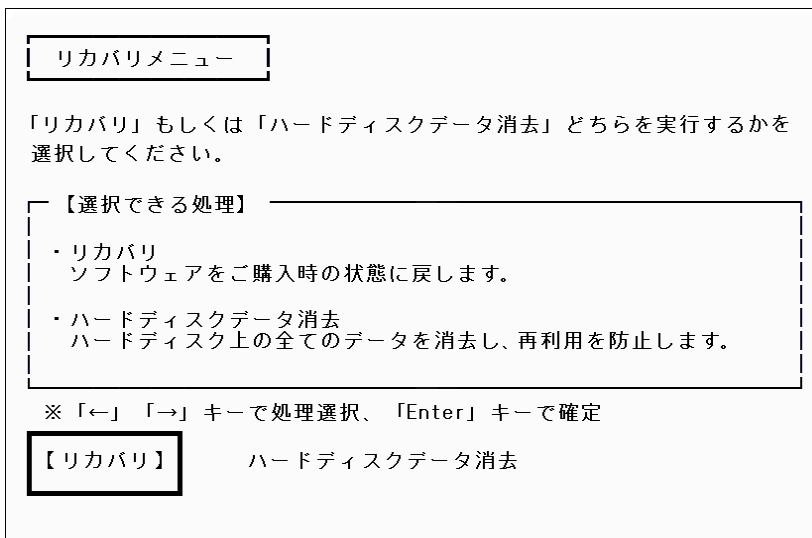 リカバリメニュー
「リカバリ」もしくは「ハードディスクデータ消去」どちらを実行するかを
選択してください。
【選択できる処理】
・リカバリ
ソフトウェアをご購入時の状態に戻します。
・ハードディスクデータ消去
ハードディスク上の全てのデータを消去し、再利用を防止します。
※「←」「→」キーで処理選択、「Enter」キーで確定
【リカバリ】 ハードディスクデータ消去